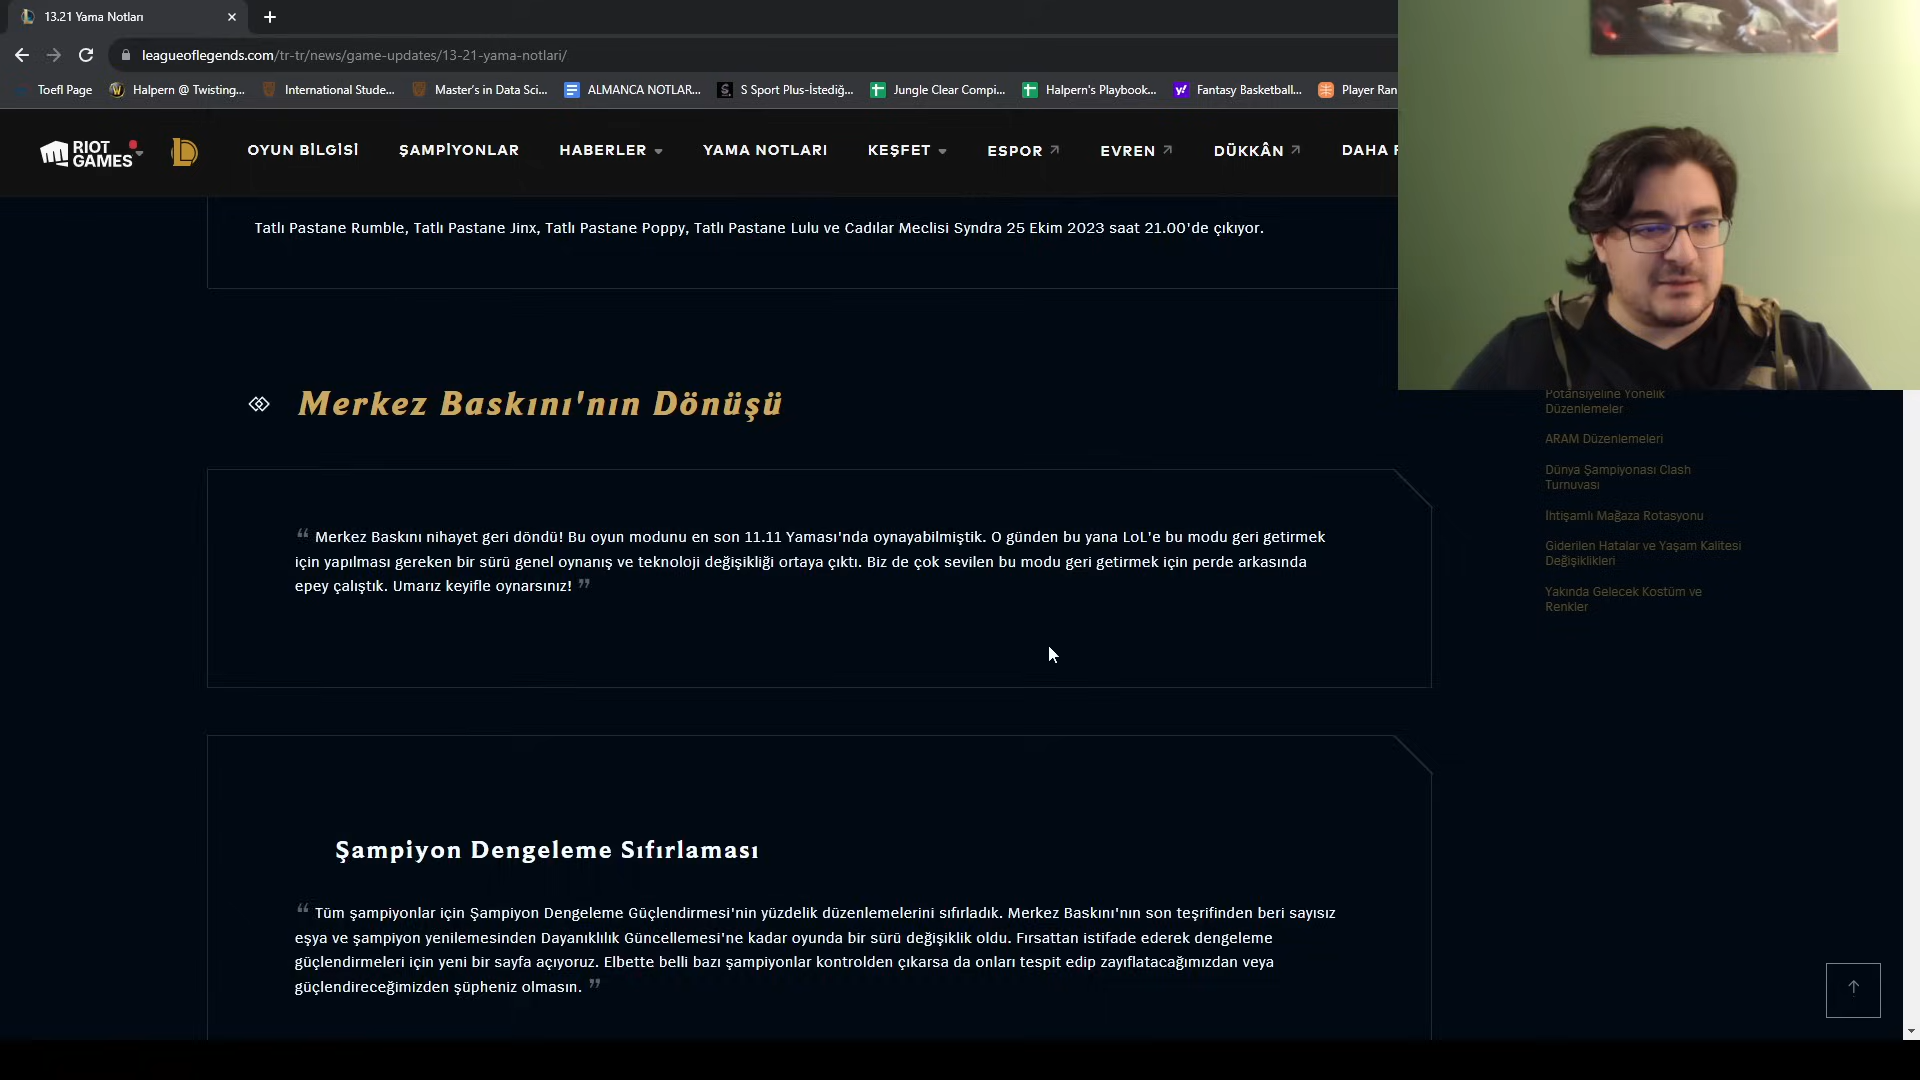 13.21 Yama Notları
leagueoflegends.com/tr-tr/news/game-updates/13-21-yama-notlari/
Toefl Page
Halpern @ Twisting...
International Stude...
Master's in Data Sci...
ALMANCA NOTLAR...
S Sport Plus-İstediğ...
Jungle Clear Compi...
Halpern's Playbook...
Fantasy Basketball...
Player Ran
RIOT
GAMES
OYUN BİLGİSİ
ŞAMPİYONLAR
HABERLER
YAMA NOTLARI
KEŞFET
ESPOR
EVREN
DÜKKÂN
DAHA F
Tatlı Pastane Rumble, Tatlı Pastane Jinx, Tatlı Pastane Poppy, Tatlı Pastane Lulu ve Cadılar Meclisi Syndra 25 Ekim 2023 saat 21.00'de çıkıyor.
Merkez Baskını'nın Dönüşü
“ Merkez Baskını nihayet geri döndü! Bu oyun modunu en son 11.11 Yaması'nda oynayabilmiştik. O günden bu yana LoL'e bu modu geri getirmek
için yapılması gereken bir sürü genel oynanış ve teknoloji değişikliği ortaya çıktı. Biz de çok sevilen bu modu geri getirmek için perde arkasında
epey çalıştık. Umarız keyifle oynarsınız! ”
Şampiyon Dengeleme Sıfırlaması
“ Tüm şampiyonlar için Şampiyon Dengeleme Güçlendirmesi'nin yüzdelik düzenlemelerini sıfırladık. Merkez Baskını'nın son teşrifinden beri sayısız
eşya ve şampiyon yenilemesinden Dayanıklılık Güncellemesi'ne kadar oyunda bir sürü değişiklik oldu. Fırsattan istifade ederek dengeleme
güçlendirmeleri için yeni bir sayfa açıyoruz. Elbette belli bazı şampiyonlar kontrolden çıkarsa da onları tespit edip zayıflatacağımızdan veya
güçlendireceğimizden şüpheniz olmasın. ”
Potansiyeline Yönelik
Düzenlemeler
ARAM Düzenlemeleri
Dünya Şampiyonası Clash
Turnuvası
İhtişamlı Mağaza Rotasyonu
Giderilen Hatalar ve Yaşam Kalitesi
Değişiklikleri
Yakında Gelecek Kostüm ve
Renkler